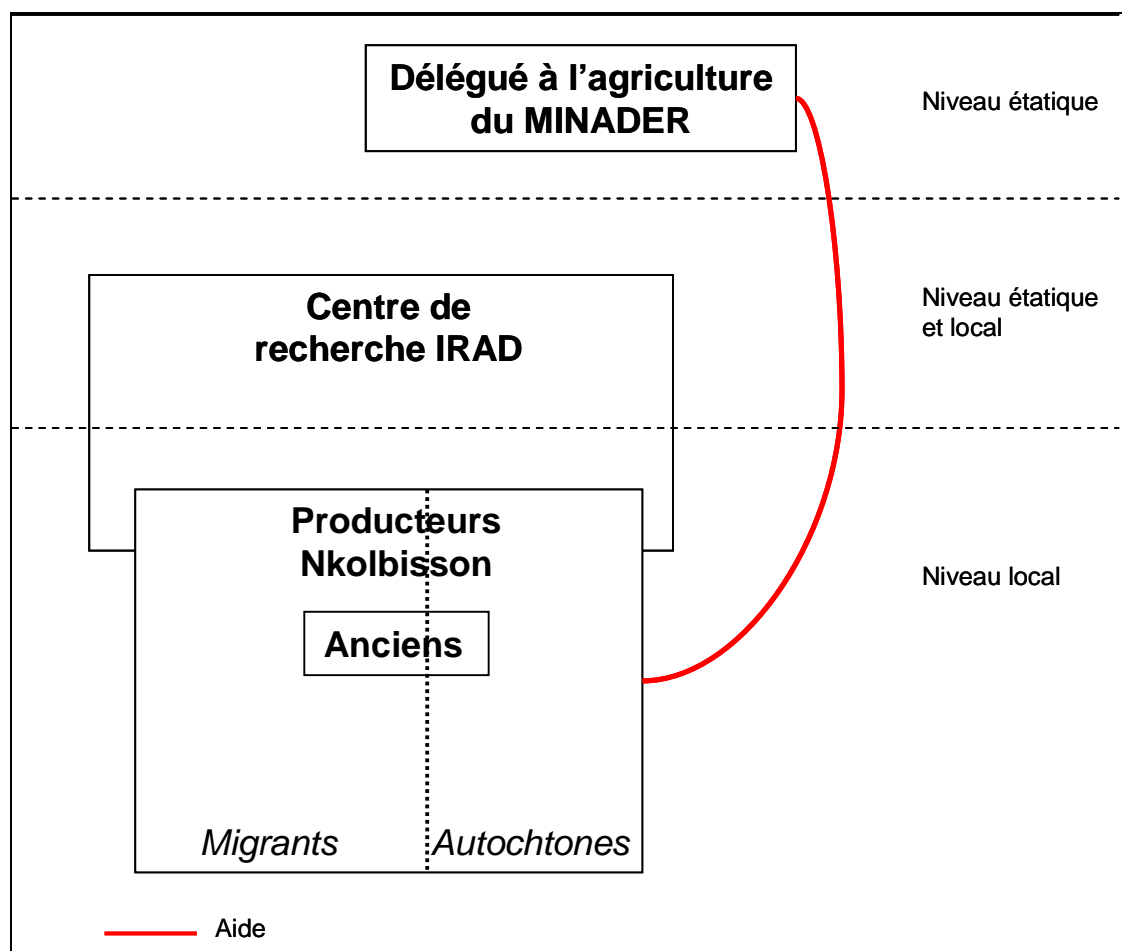 Délégué à l'agriculture
du MINADER
Niveau étatique
Centre de
recherche IRAD
Niveau étatique
et local
Producteurs
Nkolbisson
Niveau local
Anciens
Migrants
Autochtones
Aide